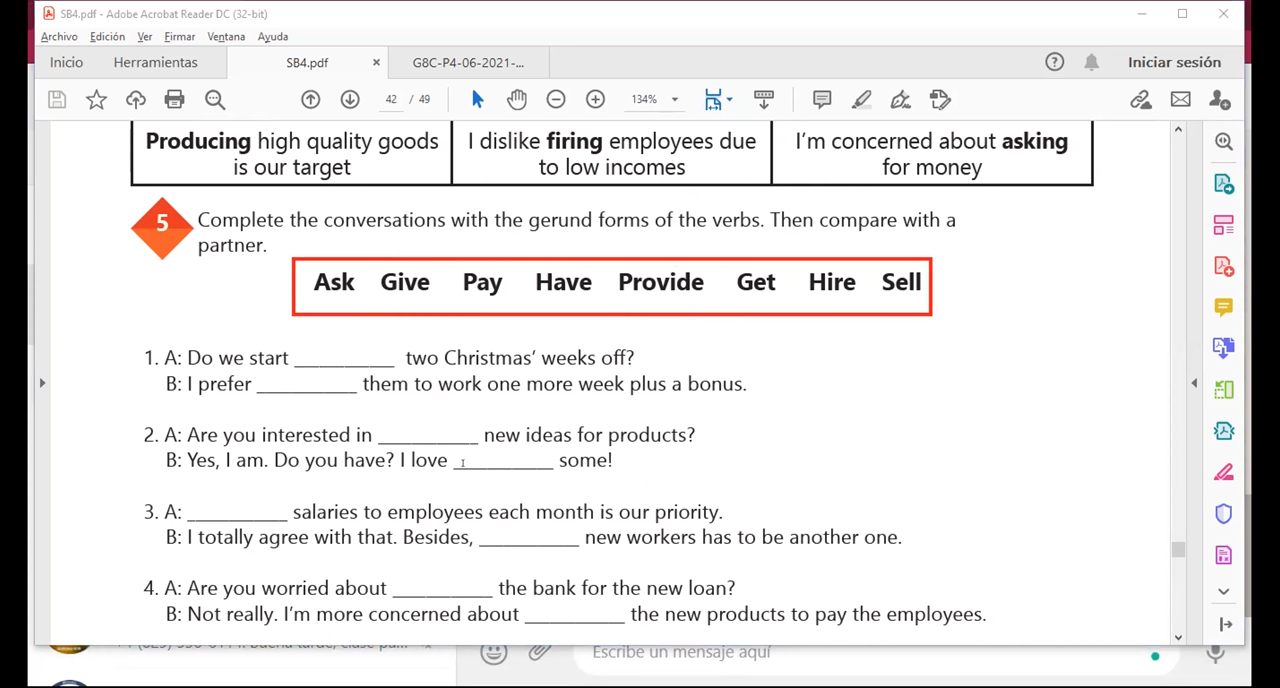 SB4.pdf - Adobe Acrobat Reader DC (32-bit)
Archivo Edición Ver Firmar Ventana Ayuda
Inicio Herramientas SB4.pdf × G8C-P4-06-2021-... Iniciar sesión
42 / 49 134%
Producing high quality goods is our target
I dislike firing employees due to low incomes
I'm concerned about asking for money
5 Complete the conversations with the gerund forms of the verbs. Then compare with a
partner.
Ask Give Pay Have Provide Get Hire Sell
1. A: Do we start __________ two Christmas' weeks off?
B: I prefer __________ them to work one more week plus a bonus.
2. A: Are you interested in __________ new ideas for products?
B: Yes, I am. Do you have? I love __________ some!
3. A: __________ salaries to employees each month is our priority.
B: I totally agree with that. Besides, __________ new workers has to be another one.
4. A: Are you worried about __________ the bank for the new loan?
B: Not really. I'm more concerned about __________ the new products to pay the employees.
Escribe un mensaje aquí